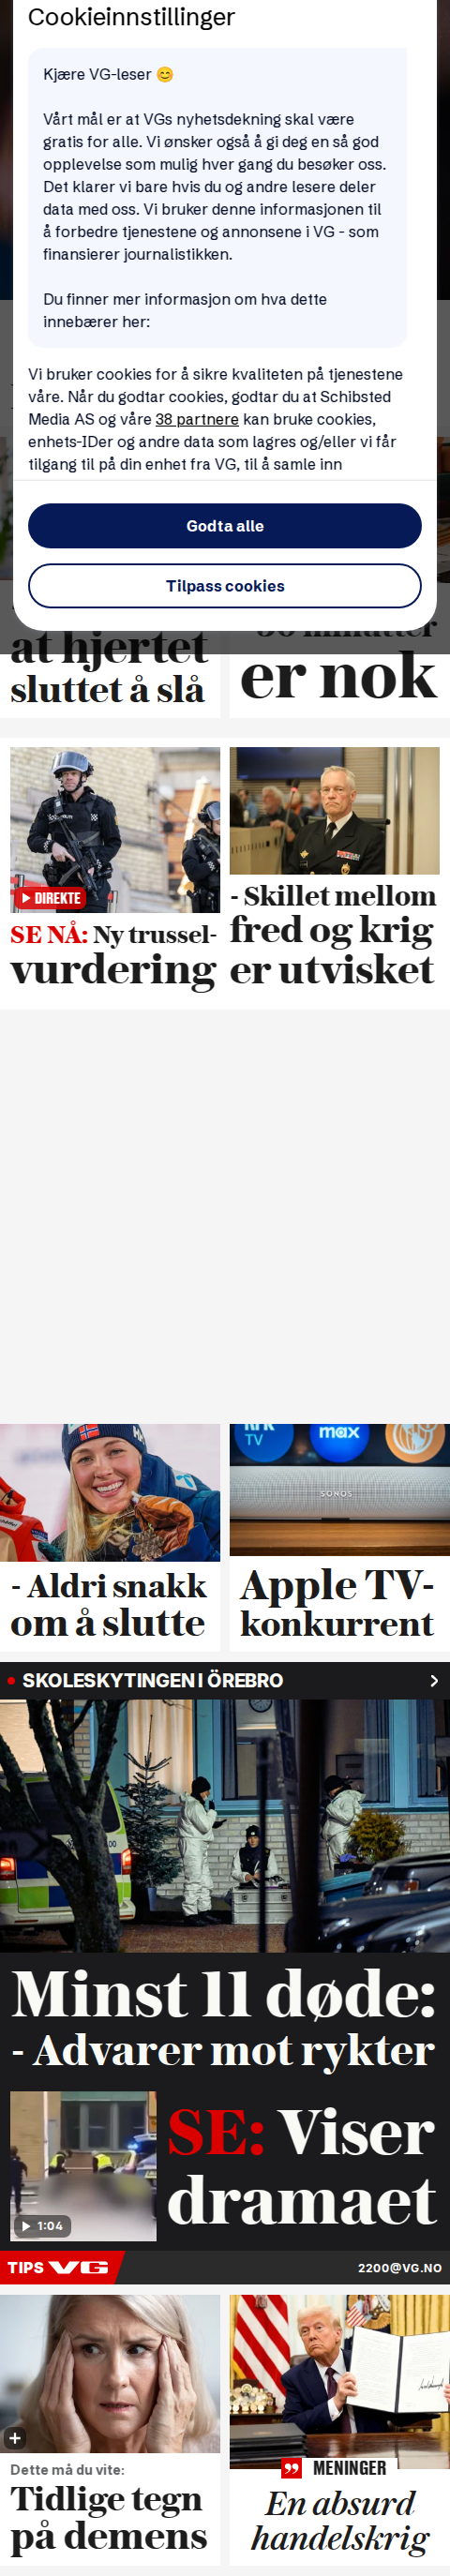 Cookieinnstillinger
Kjære VG-leser 😊
Vårt mål er at VGs nyhetsdekning skal være
gratis for alle. Vi ønsker også å gi deg en så god
opplevelse som mulig hver gang du besøker oss.
Det klarer vi bare hvis du og andre lesere deler
data med oss. Vi bruker denne informasjonen til
å forbedre tjenestene og annonsene i VG - som
finansierer journalistikken.
Du finner mer informasjon om hva dette
innebærer her:
Vi bruker cookies for å sikre kvaliteten på tjenestene
våre. Når du godtar cookies, godtar du at Schibsted
Media AS og våre 38 partnere kan bruke cookies,
enhets-IDer og andre data som lagres og/eller vi får
tilgang til på din enhet fra VG, til å samle inn
Godta alle
Tilpass cookies
at hjertet
sluttet å slå
er nok
DIREKTE
SE NÅ: Ny trussel-
vurdering
- Skillet mellom
fred og krig
er utvisket
TV
max
SONOS
- Aldri snakk
om å slutte
Apple TV-
konkurrent
SKOLESKYTINGEN I ÖREBRO
Minst 11 døde:
- Advarer mot rykter
1:04
SE: Viser
dramaet
TIPS VG
2200@VG.NO
Dette må du vite:
Tidlige tegn
på demens
MENINGER
En absurd
handelskrig